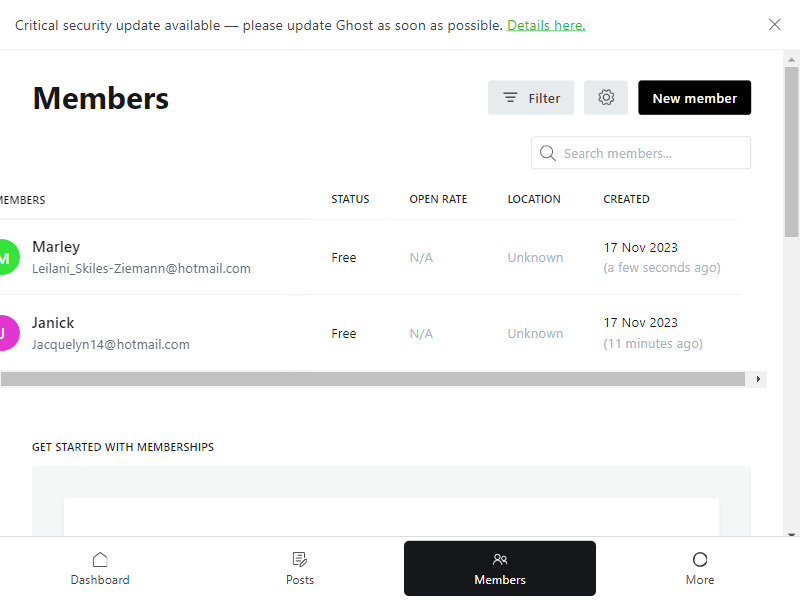 Critical security update available — please update Ghost as soon as possible. Details here.
Members
Filter
New member
Search members...
MEMBERS STATUS OPEN RATE LOCATION CREATED
M
Marley
Leilani_Skiles-Ziemann@hotmail.com
Free N/A Unknown
17 Nov 2023
(a few seconds ago)
J
Janick
Jacquelyn14@hotmail.com
Free N/A Unknown
17 Nov 2023
(11 minutes ago)
GET STARTED WITH MEMBERSHIPS
Dashboard Posts Members More